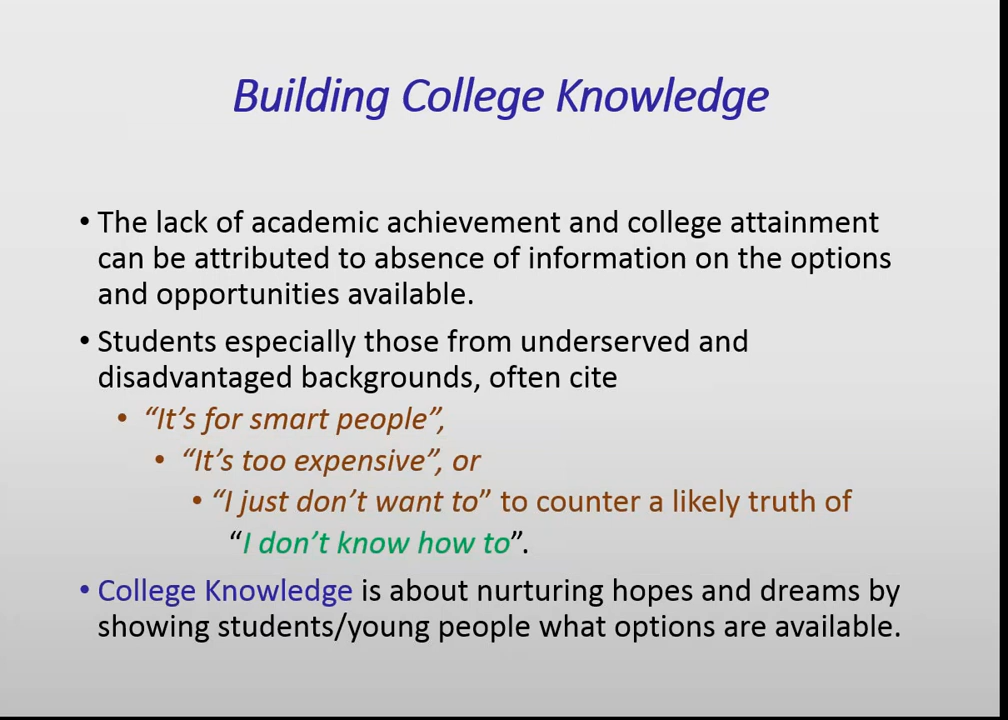 Building College Knowledge
• The lack of academic achievement and college attainment
can be attributed to absence of information on the options
and opportunities available.
• Students especially those from underserved and
disadvantaged backgrounds, often cite
• “It’s for smart people”,
• “It’s too expensive”, or
• “I just don’t want to” to counter a likely truth of
“I don’t know how to”.
• College Knowledge is about nurturing hopes and dreams by
showing students/young people what options are available.